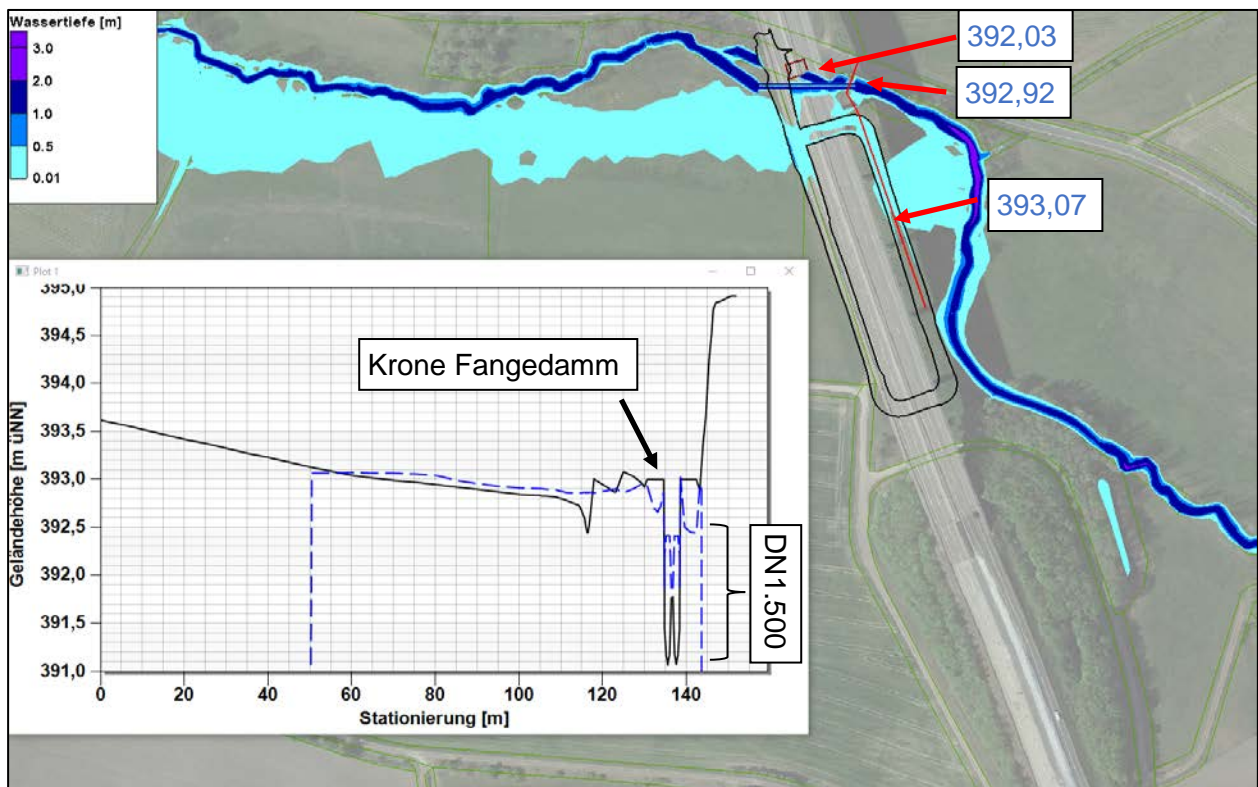 Wassertiefe [m]
3.0
2.0
1.0
0.5
0.01
392,03
392,92
393,07
Plot 1
Krone Fangedamm
DN1.500
Geländehöhe [m üNN]
395,0
394,5
394,0
393,5
393,0
392,5
392,0
391,5
391,0
0 20 40 60 80 100 120 140
Stationierung [m]